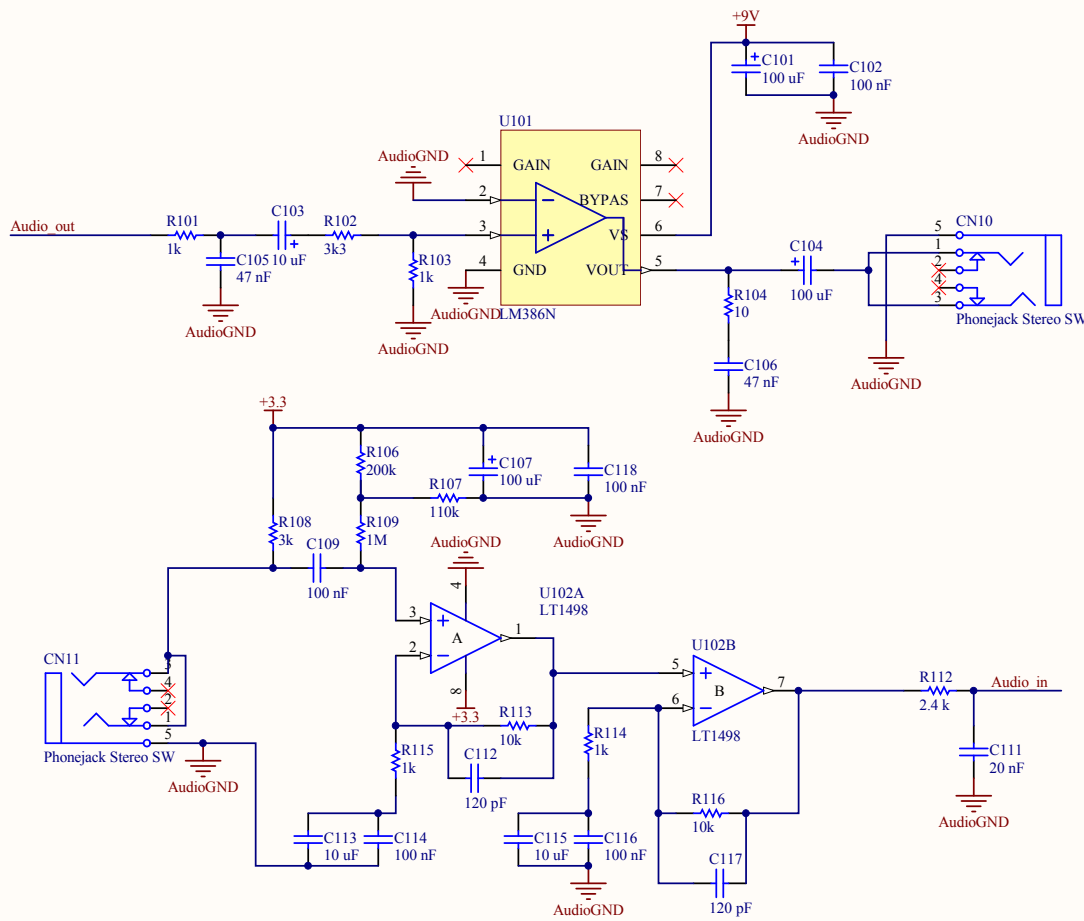 +9V
C101
100 uF
C102
100 nF
AudioGND
U101
AudioGND
1
GAIN
GAIN
8
2
BYPAS
7
Audio_out
R101
1k
C103
10 uF
R102
3k3
3
VS
6
C105
47 nF
R103
1k
4
GND
VOUT
5
AudioGND
AudioGND
AudioGND
LM386N
C104
100 uF
R104
10
C106
47 nF
AudioGND
CN10
5
1
2
4
3
Phonejack Stereo SW
AudioGND
+3.3
R106
200k
C107
100 uF
C118
100 nF
R107
110k
R108
3k
R109
1M
C109
100 nF
AudioGND
AudioGND
4
U102A
LT1498
3
A
1
2
8
+3.3
CN11
3
4
2
1
5
Phonejack Stereo SW
AudioGND
R113
10k
C112
120 pF
R115
1k
C113
10 uF
C114
100 nF
U102B
5
B
7
6
LT1498
R114
1k
C115
10 uF
C116
100 nF
AudioGND
R116
10k
C117
120 pF
R112
2.4 k
Audio_in
C111
20 nF
AudioGND